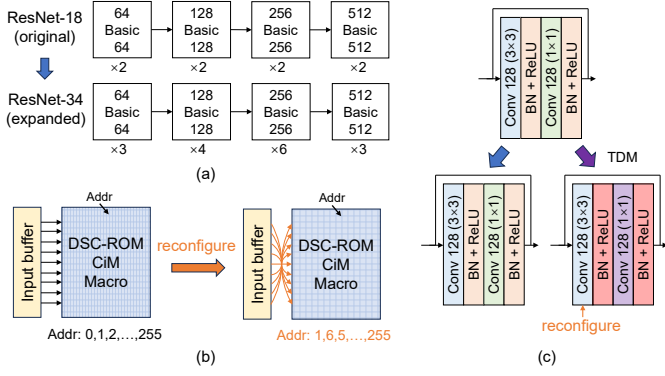 ResNet-18
(original)
64
Basic
64
×2
128
Basic
128
×2
256
Basic
256
×2
512
Basic
512
×2
ResNet-34
(expanded)
64
Basic
64
×3
128
Basic
128
×4
256
Basic
256
×6
512
Basic
512
×3
(a)
Input buffer
Addr
DSC-ROM
CiM
Macro
Addr: 0,1,2,…,255
reconfigure
Input buffer
Addr
DSC-ROM
CiM
Macro
Addr: 1,6,5,…,255
(b)
Conv 128 (3×3)
BN + ReLU
Conv 128 (1×1)
BN + ReLU
TDM
Conv 128 (3×3)
BN + ReLU
Conv 128 (1×1)
BN + ReLU
Conv 128 (3×3)
BN + ReLU
Conv 128 (1×1)
BN + ReLU
reconfigure
(c)